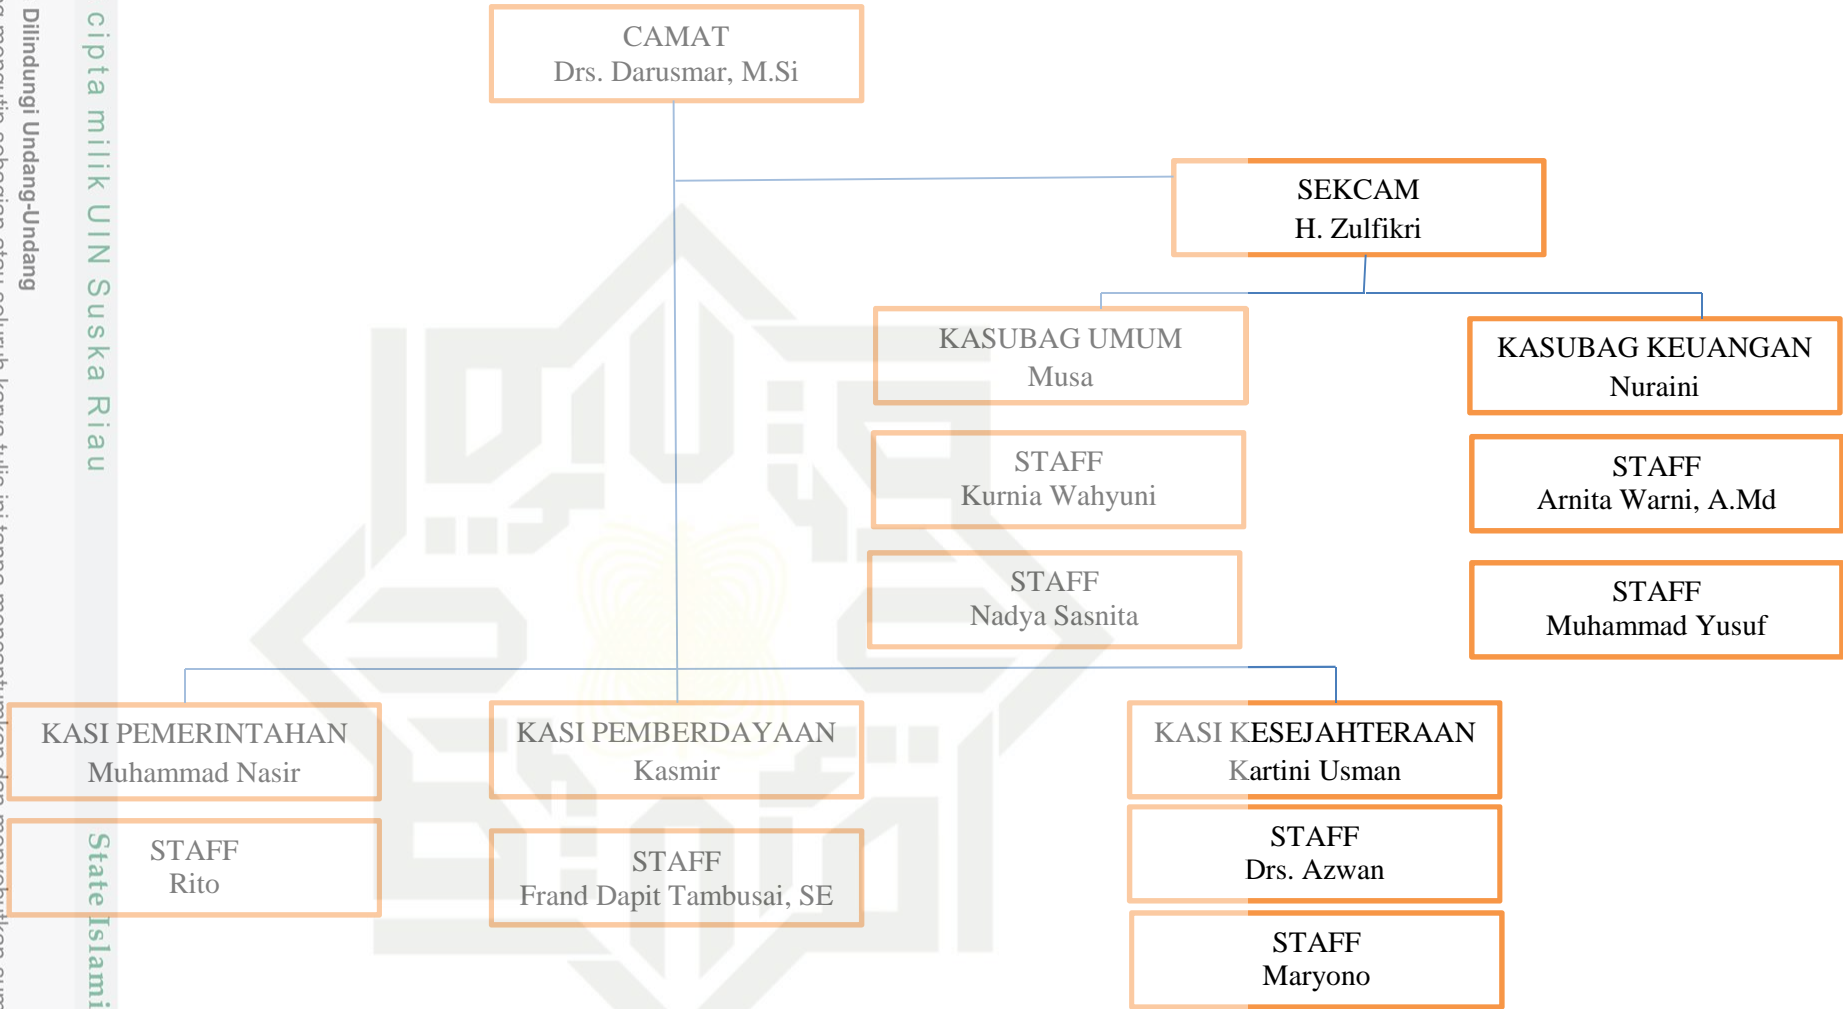 CAMAT
Drs. Darusmar, M.Si
SEKCAM
H. Zulfikri
KASUBAG UMUM
Musa
KASUBAG KEUANGAN
Nuraini
STAFF
Kurnia Wahyuni
STAFF
Arnita Warni, A.Md
STAFF
Nadya Sasnita
STAFF
Muhammad Yusuf
KASI PEMERINTAHAN
Muhammad Nasir
KASI PEMBERDAYAAN
Kasmir
KASI KESEJAHTERAAN
Kartini Usman
STAFF
Rito
STAFF
Frand Dapit Tambusai, SE
STAFF
Drs. Azwan
STAFF
Maryono
cipta milik UIN Suska Riau
State Islami
Dilindungi Undang-Undang